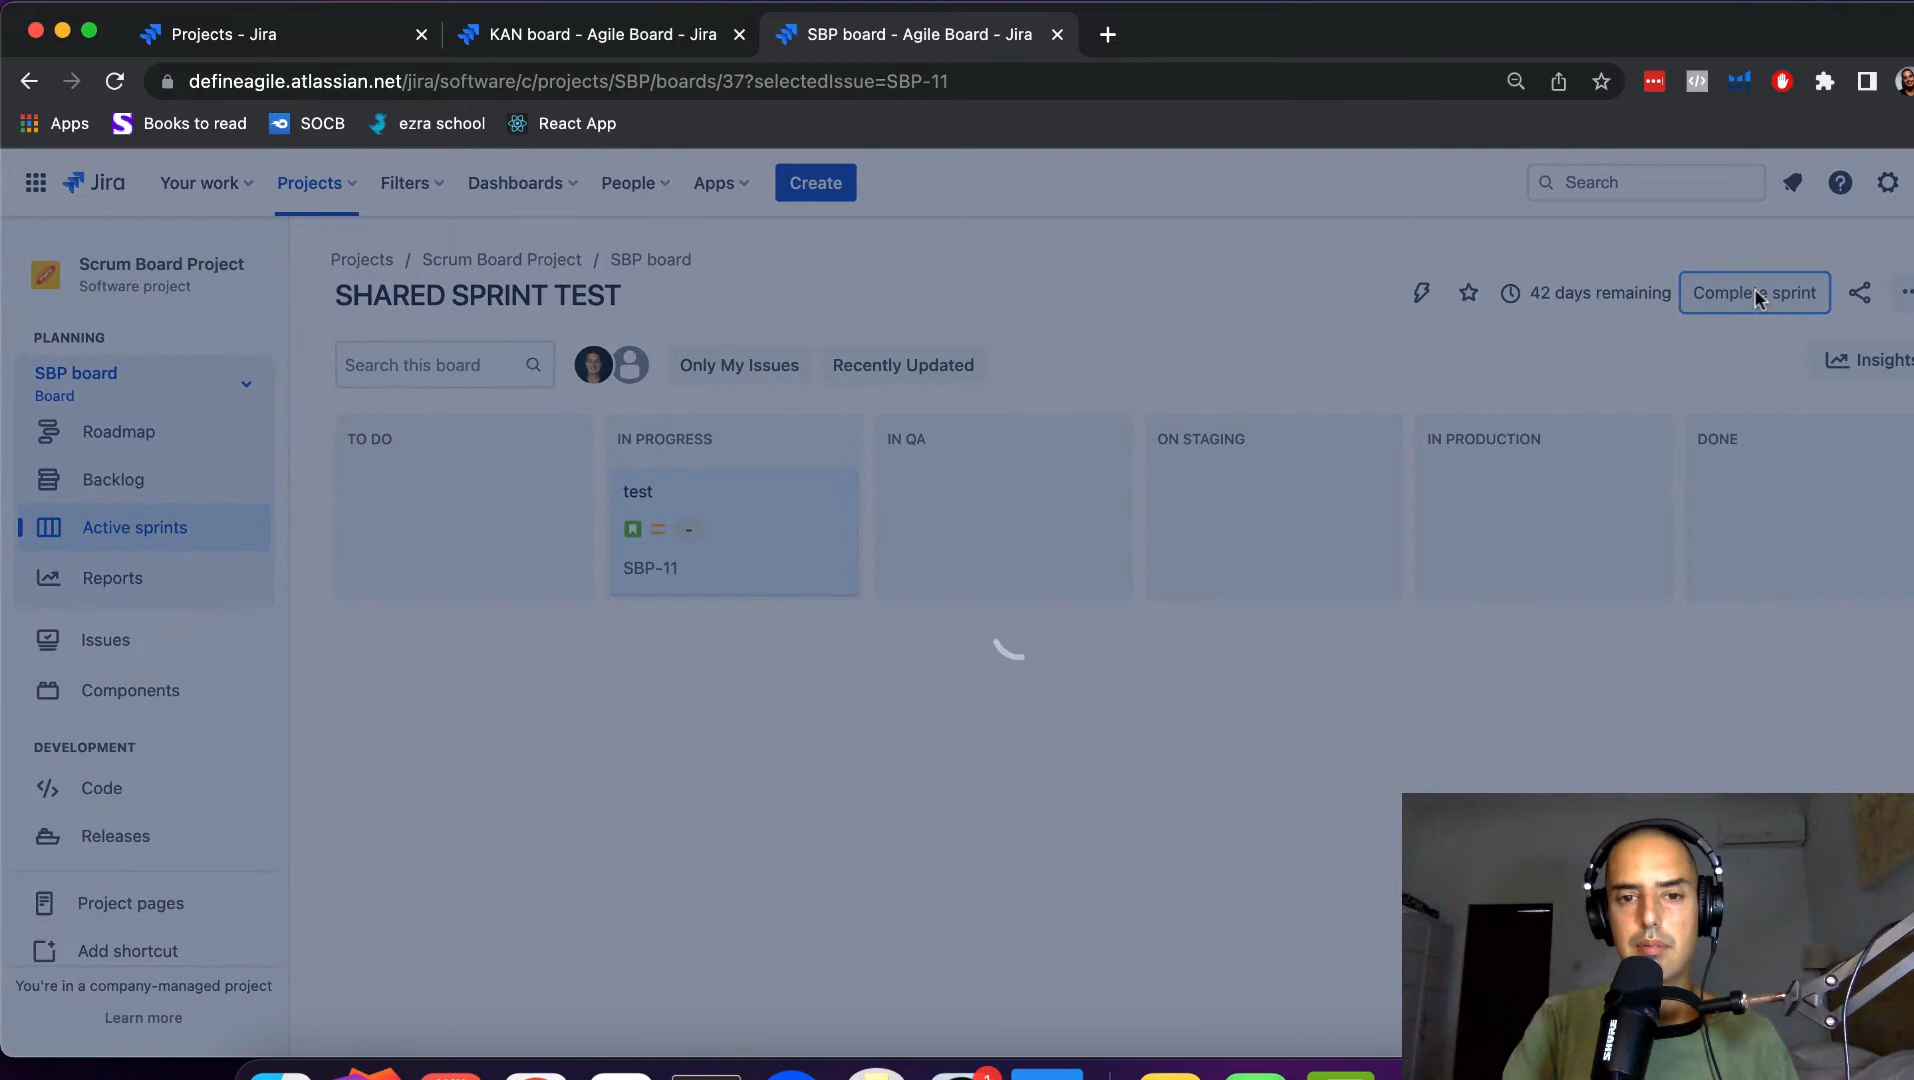 Projects - Jira
KAN board - Agile Board - Jira
SBP board - Agile Board - Jira
defineagile.atlassian.net/jira/software/c/projects/SBP/boards/37?selectedIssue=SBP-11
Apps
Books to read
SOCB
ezra school
React App
Jira
Your work
Projects
Filters
Dashboards
People
Apps
Create
Search
Scrum Board Project
Software project
Projects / Scrum Board Project / SBP board
SHARED SPRINT TEST
42 days remaining
Complete sprint
PLANNING
SBP board
Board
Search this board
Only My Issues
Recently Updated
Insights
Roadmap
Backlog
Active sprints
Reports
Issues
Components
TO DO
IN PROGRESS
IN QA
ON STAGING
IN PRODUCTION
DONE
test
-
SBP-11
DEVELOPMENT
Code
Releases
Project pages
Add shortcut
You're in a company-managed project
Learn more
SHURE
1